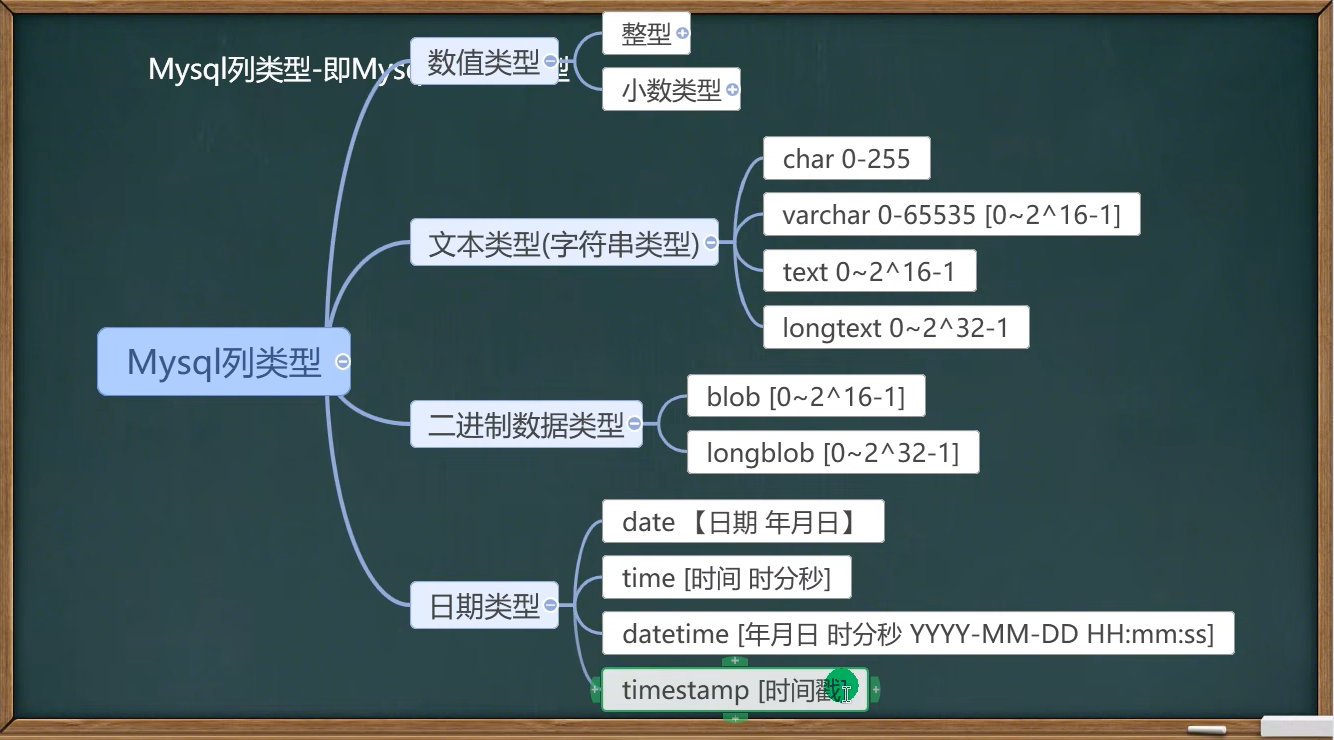 Mysql列类型-即Mysq
型
数值类型
整型
小数类型
文本类型(字符串类型)
char 0-255
varchar 0-65535 [0~2^16-1]
text 0~2^16-1
longtext 0~2^32-1
Mysql列类型
二进制数据类型
blob [0~2^16-1]
longblob [0~2^32-1]
日期类型
date 【日期 年月日】
time [时间 时分秒]
datetime [年月日 时分秒 YYYY-MM-DD HH:mm:ss]
timestamp [时间戳]